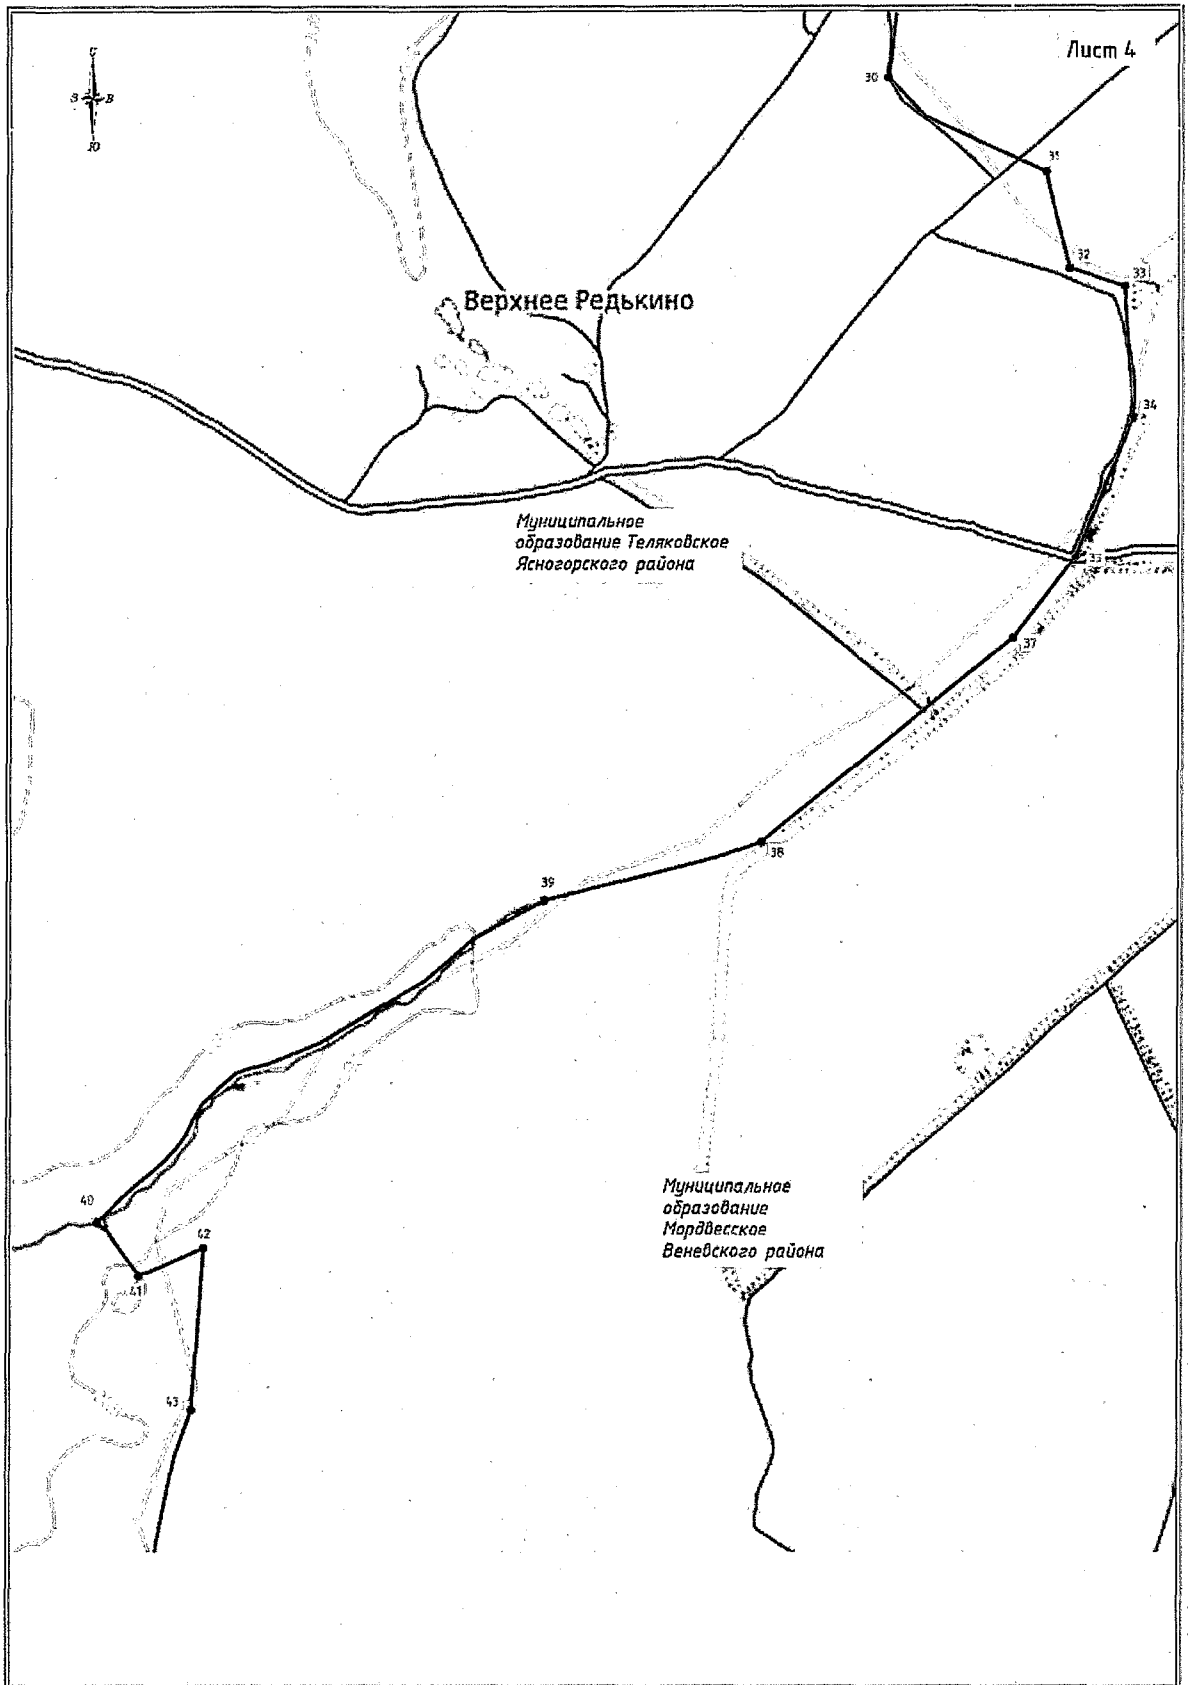 Лист 4
С
З В
Ю
30
31
32
33
Верхнее Редькино
34
Муниципальное
образование Теляковское
Ясногорского района
35
37
38
39
Муниципальное
образование
Мордвесское
Веневского района
40
42
41
43